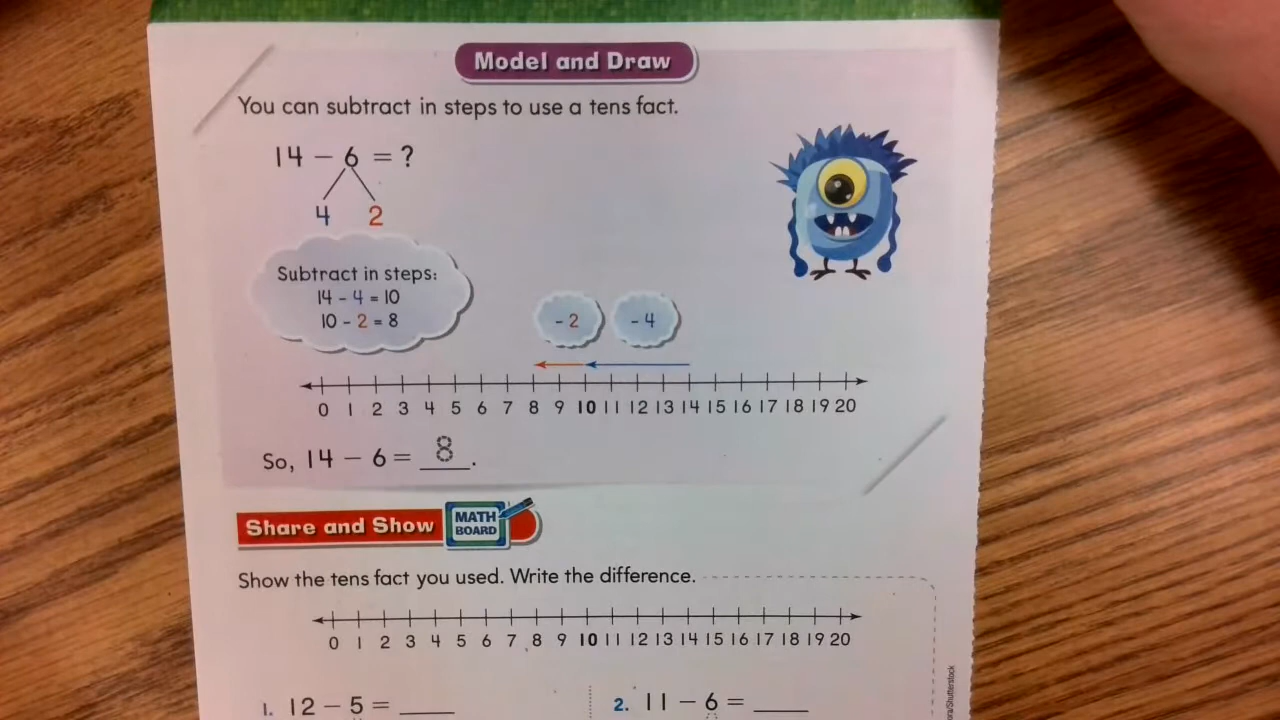 Model and Draw
You can subtract in steps to use a tens fact.
14 − 6 = ?
4 2
Subtract in steps:
14 - 4 = 10
10 - 2 = 8
- 2 - 4
0 1 2 3 4 5 6 7 8 9 10 11 12 13 14 15 16 17 18 19 20
So, 14 − 6 = 8.
Share and Show
MATH
BOARD
Show the tens fact you used. Write the difference.
0 1 2 3 4 5 6 7 8 9 10 11 12 13 14 15 16 17 18 19 20
1. 12 − 5 = ____
2. 11 − 6 = ____